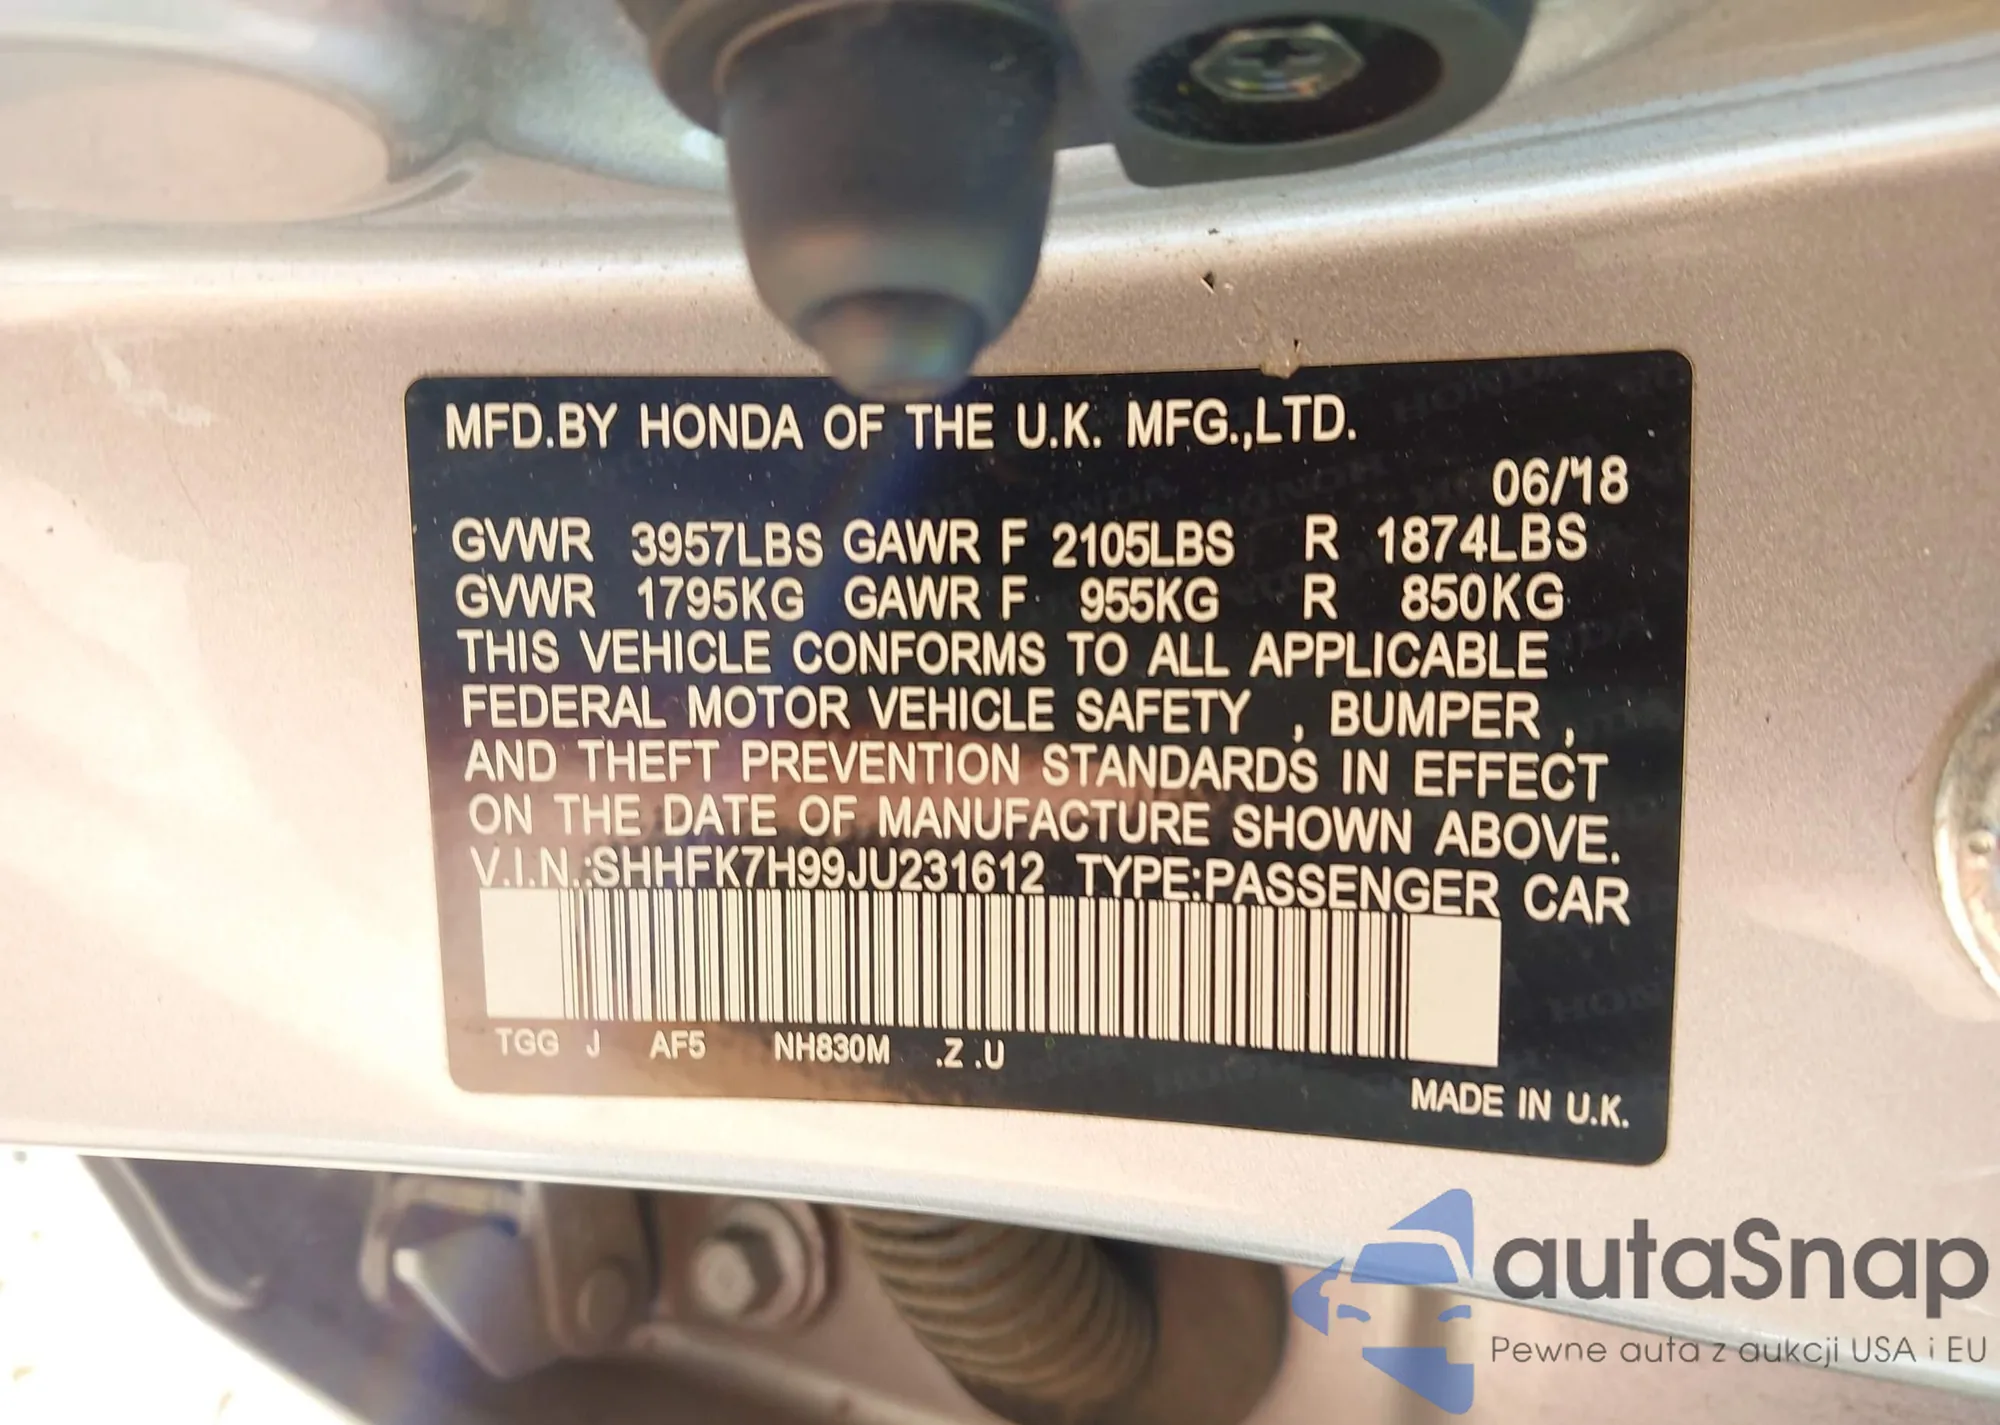 MFD.BY HONDA OF THE U.K. MFG.,LTD.
06/18
GVWR 3957LBS GAWR F 2105LBS R 1874LBS
GVWR 1795KG GAWR F 955KG R 850KG
THIS VEHICLE CONFORMS TO ALL APPLICABLE
FEDERAL MOTOR VEHICLE SAFETY , BUMPER ,
AND THEFT PREVENTION STANDARDS IN EFFECT
ON THE DATE OF MANUFACTURE SHOWN ABOVE.
V.I.N.:SHHFK7H99JU231612 TYPE:PASSENGER CAR
TGG J AF5 NH830M .Z .U
MADE IN U.K.
autaSnap
Pewne auta z aukcji USA i EU